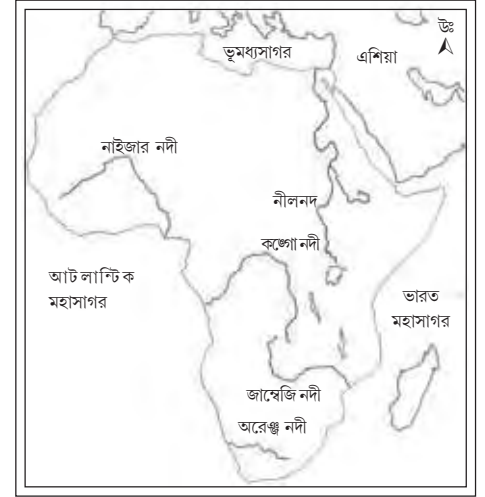 উঃ
ভূমধ্যসাগর
এশিয়া
নাইজার নদী
নীলনদ
কঙ্গো নদী
আটলান্টিক
মহাসাগর
ভারত
মহাসাগর
জাম্বেজি নদী
অরেঞ্জ নদী